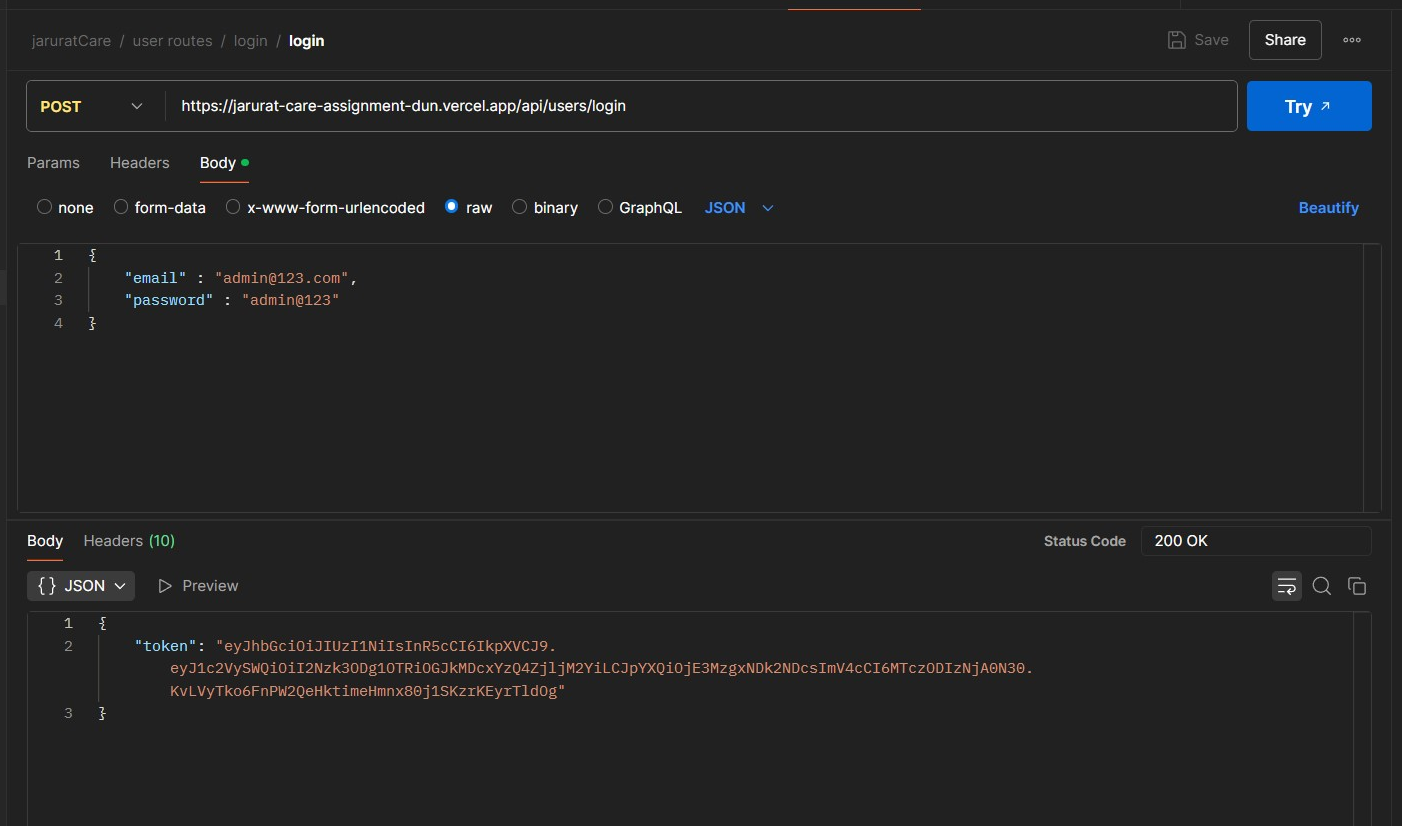 jaruratCare / user routes / login / login
Save Share
POST https://jarurat-care-assignment-dun.vercel.app/api/users/login Try
Params Headers Body
none form-data x-www-form-urlencoded raw binary GraphQL JSON Beautify
1 {
2 "email" : "admin@123.com",
3 "password" : "admin@123"
4 }
Body Headers (10) Status Code 200 OK
{} JSON Preview
1 {
2 "token": "eyJhbGciOiJIUzI1NiIsInR5cCI6IkpXVCJ9.
eyJ1c2VySWQiOiI2Nzk3ODg1OTRiOGJkMDcxYzQ4ZjljM2YiLCJpYXQiOjE3MzgxNDk2NDcsImV4cCI6MTczODIzNjA0N30.
KvLVyTko6FnPW2QeHktimeHmnx80j1SKzrKEyrTldOg"
3 }